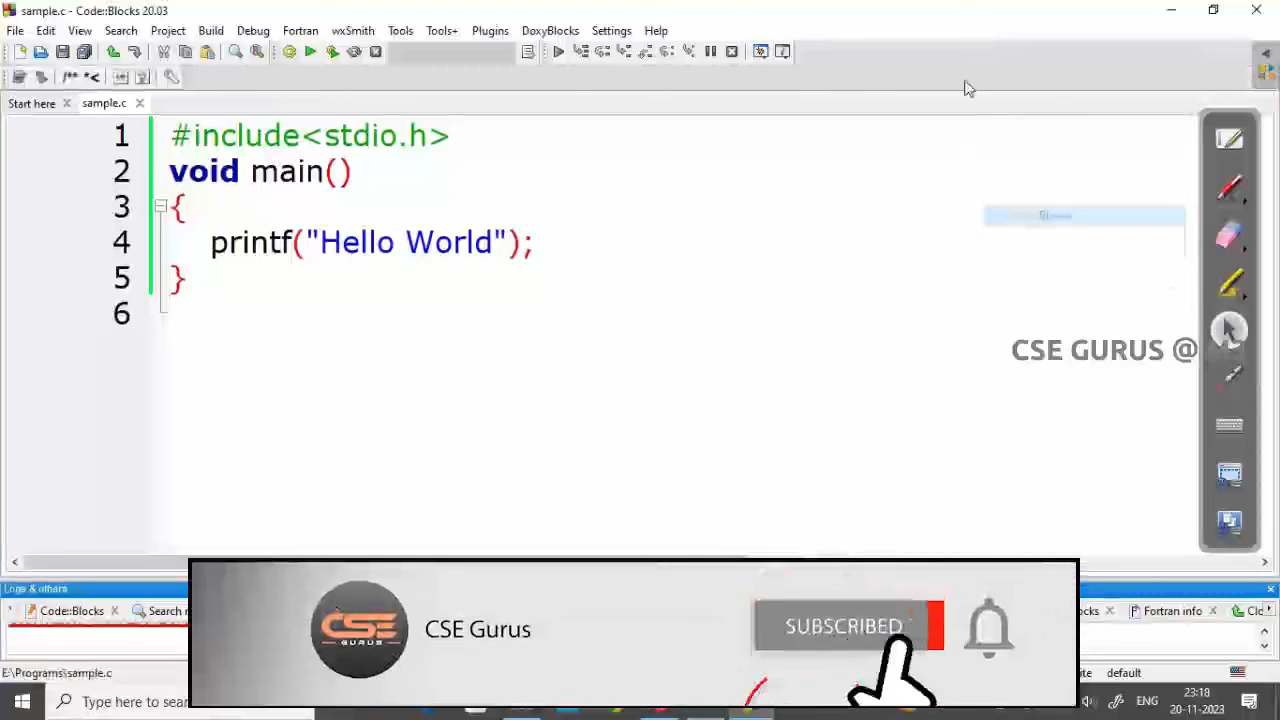 sample.c - Code::Blocks 20.03
File Edit View Search Project Build Debug Fortran wxSmith Tools Tools+ Plugins DoxyBlocks Settings Help
/** *<
Start here sample.c
1 #include<stdio.h>
2 void main()
3 {
4 printf("Hello World");
5 }
6
CSE GURUS @
Logs & others
Code::Blocks Search Fortran info
CSE GURUS
CSE Gurus
SUBSCRIBED
E:\Programs\sample.c
default
Type here to
ENG
23:18
20-11-2023